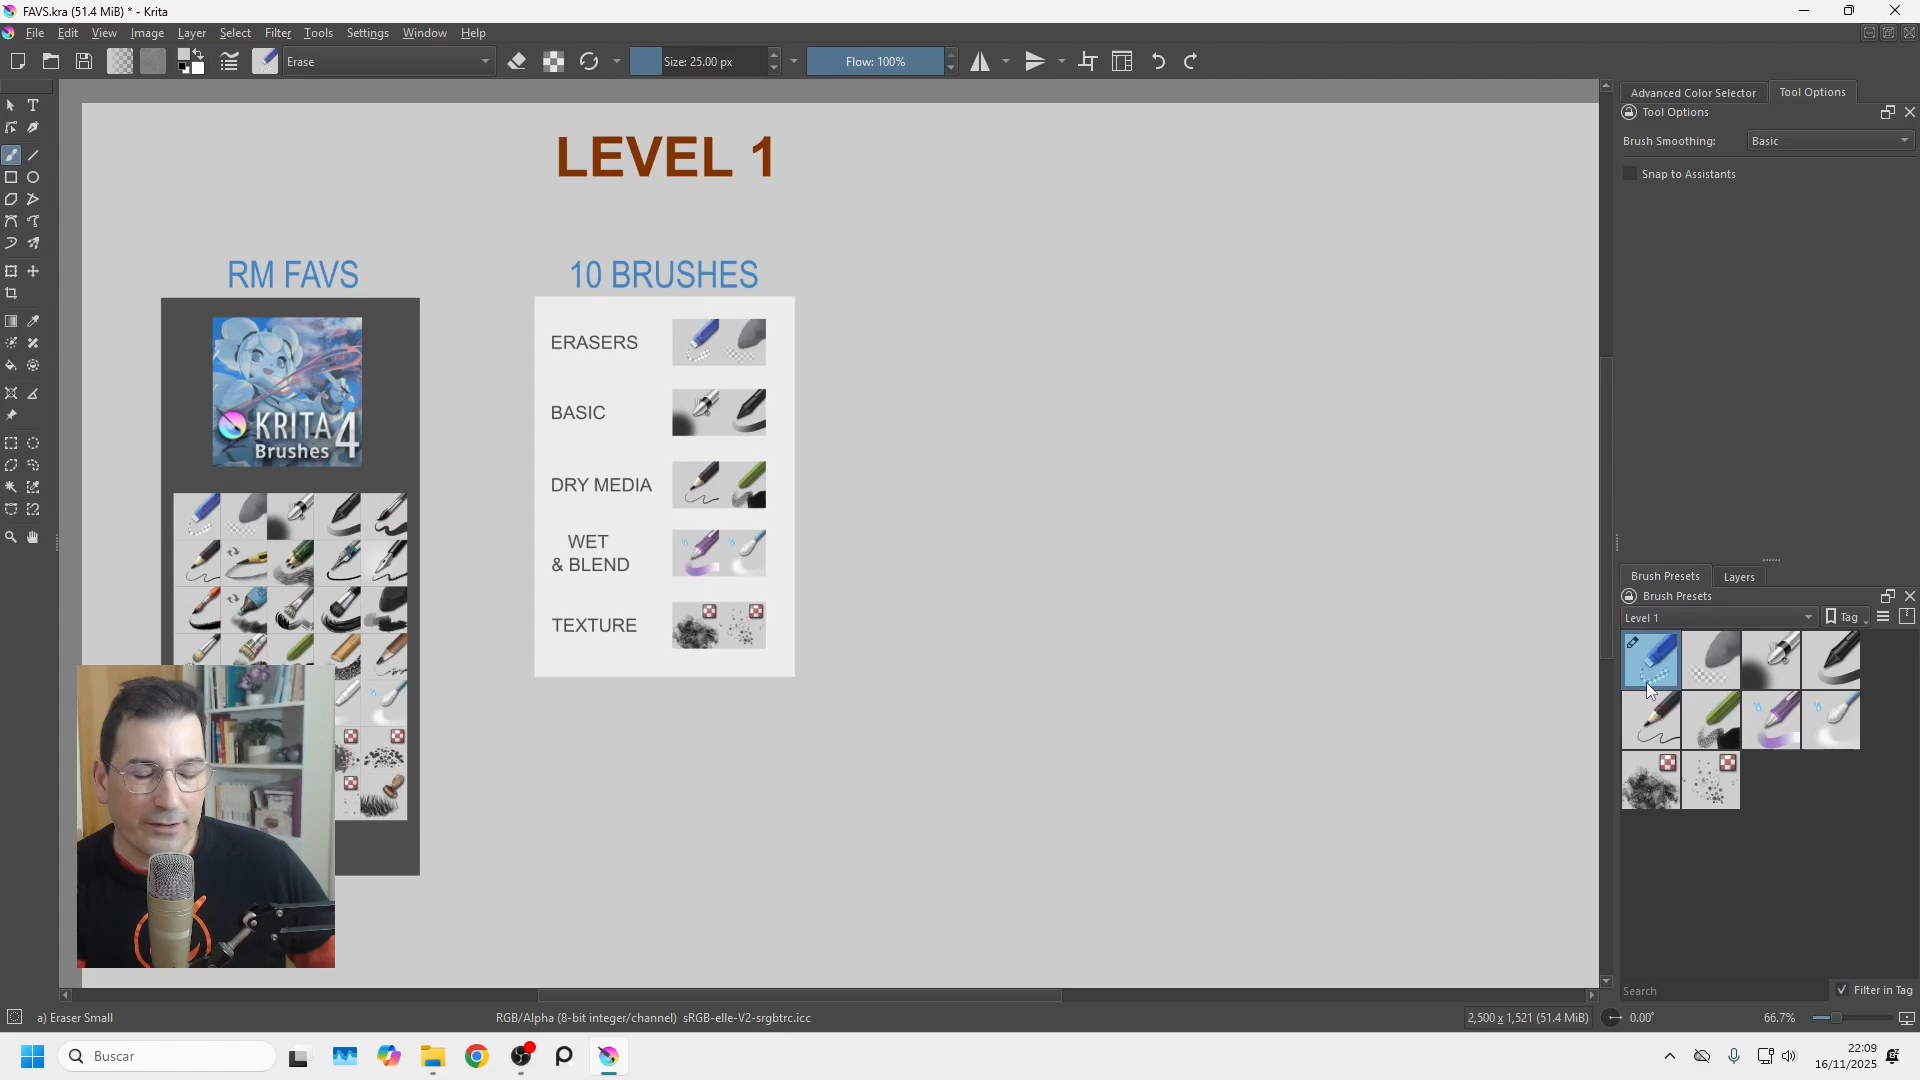 FAVS.kra (51.4 MiB) * - Krita
File Edit View Image Layer Select Filter Tools Settings Window Help
Erase
Size: 25.00 px
Flow: 100%
Advanced Color Selector
Tool Options
Tool Options
Brush Smoothing:
Basic
Snap to Assistants
LEVEL 1
RM FAVS
10 BRUSHES
KRITA 4
Brushes
ERASERS
BASIC
DRY MEDIA
WET
& BLEND
TEXTURE
Brush Presets
Layers
Brush Presets
Level 1
Tag
Search
Filter in Tag
a) Eraser Small
RGB/Alpha (8-bit integer/channel) sRGB-elle-V2-srgbtrc.icc
2,500 x 1,521 (51.4 MiB)
0.00°
66.7%
Buscar
22:09
16/11/2025